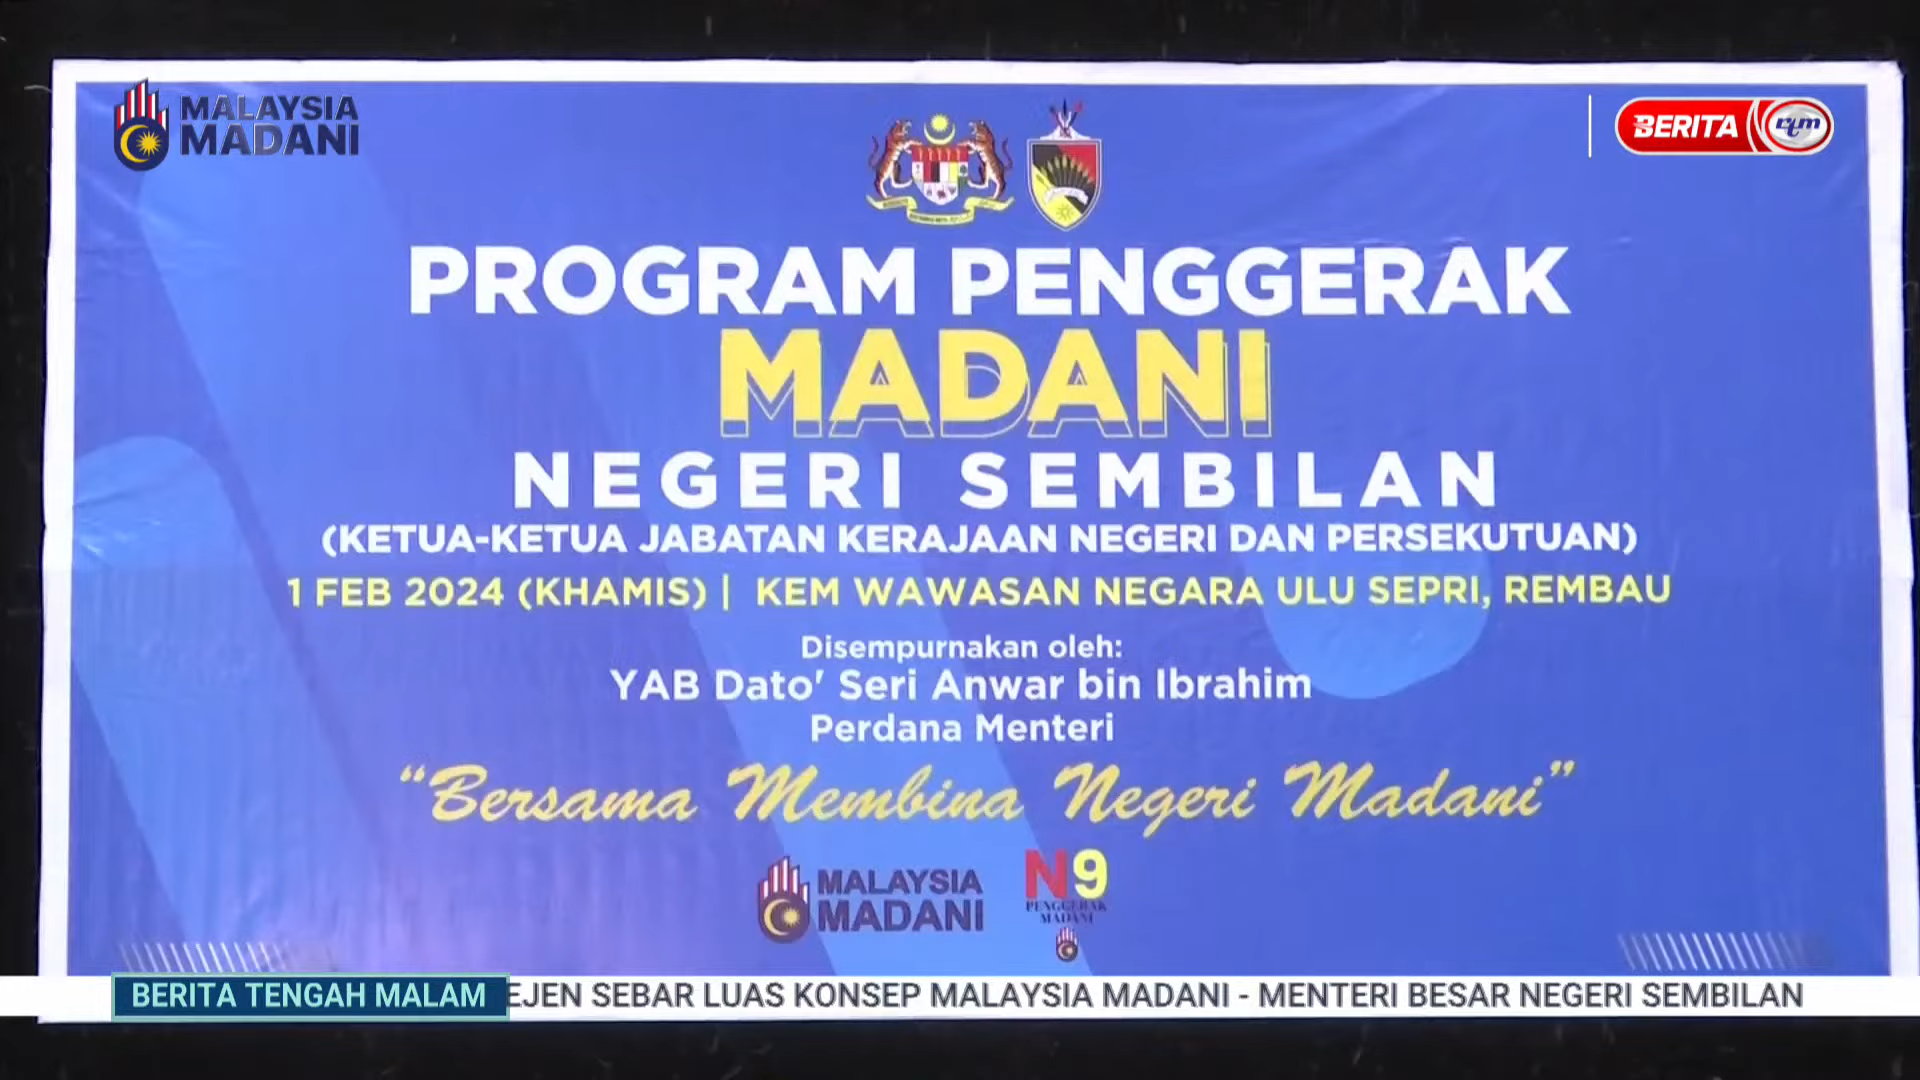 MALAYSIA
MADANI
BERITA rtm
PROGRAM PENGGERAK
MADANI
NEGERI SEMBILAN
(KETUA-KETUA JABATAN KERAJAAN NEGERI DAN PERSEKUTUAN)
1 FEB 2024 (KHAMIS) | KEM WAWASAN NEGARA ULU SEPRI, REMBAU
Disempurnakan oleh:
YAB Dato' Seri Anwar bin Ibrahim
Perdana Menteri
“Bersama Membina Negeri Madani”
MALAYSIA
MADANI
N9
PENGGERAK
MADANI
BERITA TENGAH MALAM EJEN SEBAR LUAS KONSEP MALAYSIA MADANI - MENTERI BESAR NEGERI SEMBILAN